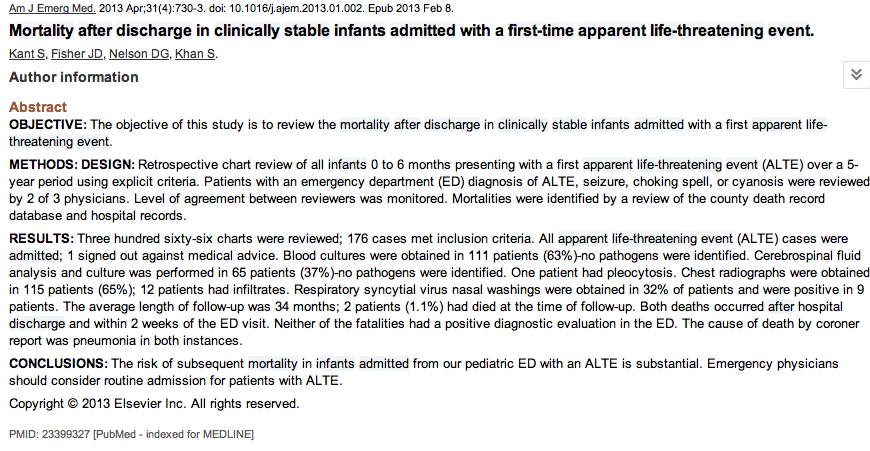 Am J Emerg Med. 2013 Apr;31(4):730-3. doi: 10.1016/j.ajem.2013.01.002. Epub 2013 Feb 8.
Mortality after discharge in clinically stable infants admitted with a first-time apparent life-threatening event.
Kant S, Fisher JD, Nelson DG, Khan S.
Author information
Abstract
OBJECTIVE: The objective of this study is to review the mortality after discharge in clinically stable infants admitted with a first apparent life-
threatening event.
METHODS: DESIGN: Retrospective chart review of all infants 0 to 6 months presenting with a first apparent life-threatening event (ALTE) over a 5-
year period using explicit criteria. Patients with an emergency department (ED) diagnosis of ALTE, seizure, choking spell, or cyanosis were reviewed
by 2 of 3 physicians. Level of agreement between reviewers was monitored. Mortalities were identified by a review of the county death record
database and hospital records.
RESULTS: Three hundred sixty-six charts were reviewed; 176 cases met inclusion criteria. All apparent life-threatening event (ALTE) cases were
admitted; 1 signed out against medical advice. Blood cultures were obtained in 111 patients (63%)-no pathogens were identified. Cerebrospinal fluid
analysis and culture was performed in 65 patients (37%)-no pathogens were identified. One patient had pleocytosis. Chest radiographs were obtained
in 115 patients (65%); 12 patients had infiltrates. Respiratory syncytial virus nasal washings were obtained in 32% of patients and were positive in 9
patients. The average length of follow-up was 34 months; 2 patients (1.1%) had died at the time of follow-up. Both deaths occurred after hospital
discharge and within 2 weeks of the ED visit. Neither of the fatalities had a positive diagnostic evaluation in the ED. The cause of death by coroner
report was pneumonia in both instances.
CONCLUSIONS: The risk of subsequent mortality in infants admitted from our pediatric ED with an ALTE is substantial. Emergency physicians
should consider routine admission for patients with ALTE.
Copyright © 2013 Elsevier Inc. All rights reserved.
PMID: 23399327 [PubMed - indexed for MEDLINE]